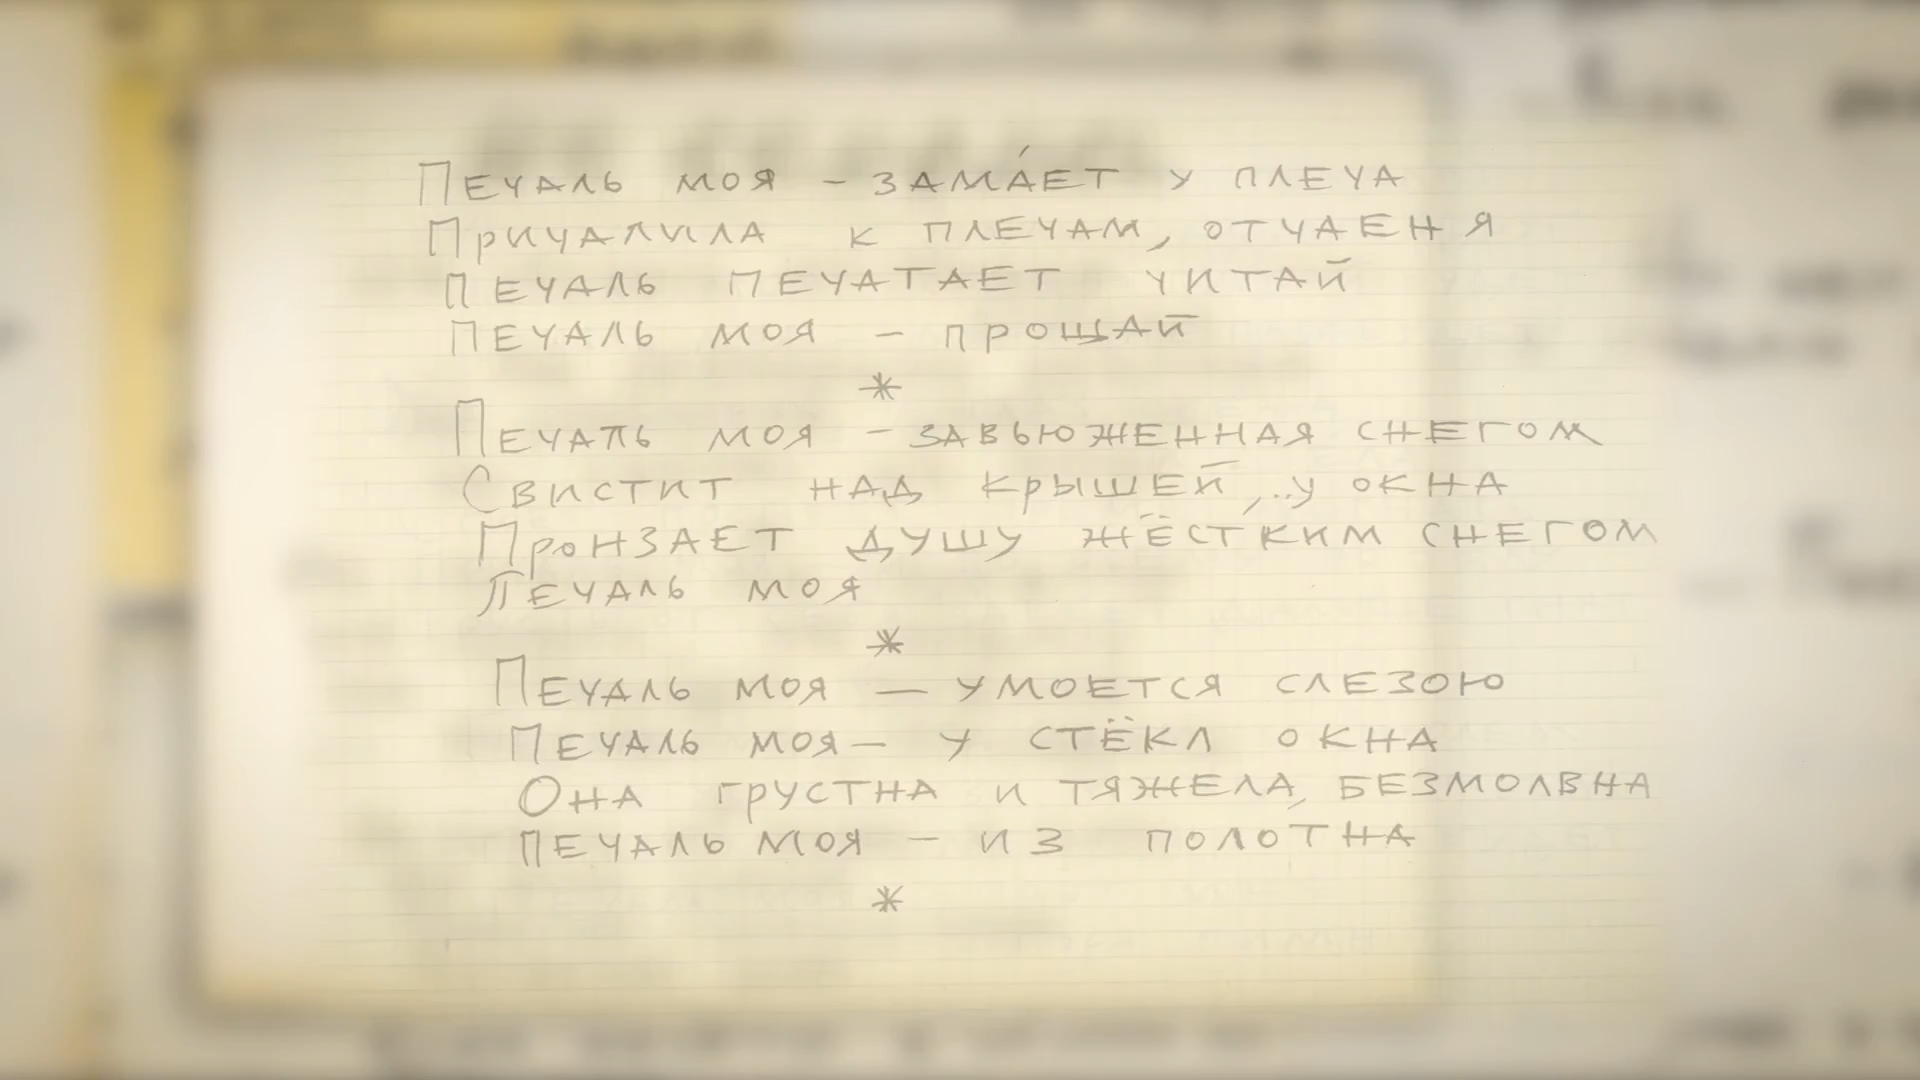 Печаль моя - замáет у плеча
Причалила к плечам, отчаен я
Печаль печатает читай
Печаль моя - прощай
*
Печаль моя - завьюженная снегом
Свистит над крышей, ..у окна
Пронзает душу жёстким снегом
Печаль моя
*
Печаль моя — умоется слезою
Печаль моя — у стёкл окна
Она грустна и тяжела, безмолвна
печаль моя - из полотна
*